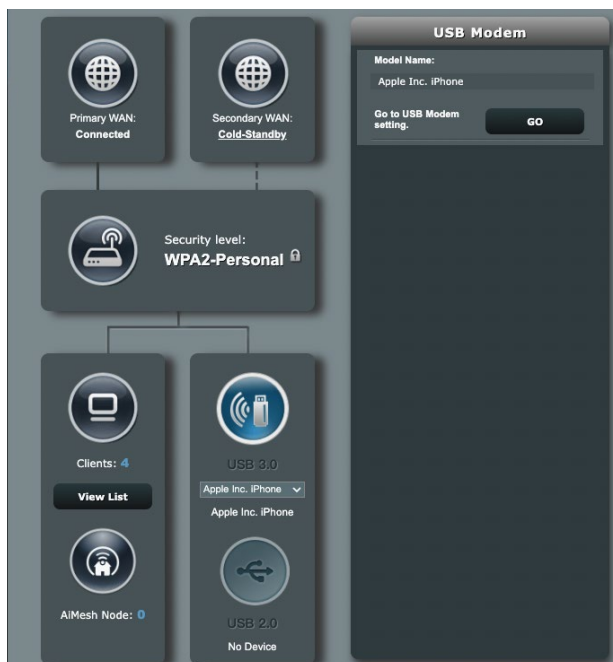 Primary WAN:
Connected
Secondary WAN:
Cold-Standby
Security level:
WPA2-Personal
Clients: 4
View List
AiMesh Node: 0
USB 3.0
Apple Inc. iPhone
Apple Inc. iPhone
USB 2.0
No Device
USB Modem
Model Name:
Apple Inc. iPhone
Go to USB Modem
setting.
GO